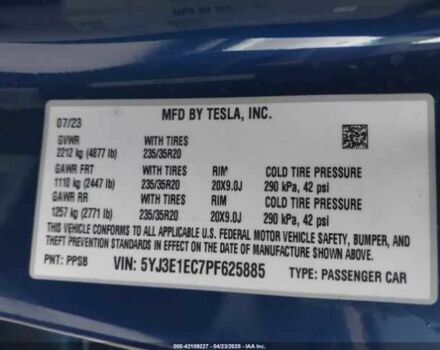 MFD BY TESLA, INC.
07/23
GVWR WITH TIRES
2212 kg (4877 lb) 235/35R20
GAWR FRT WITH TIRES RIM COLD TIRE PRESSURE
1110 kg (2447 lb) 235/35R20 20X9.0J 290 kPa, 42 psi
GAWR RR WITH TIRES RIM COLD TIRE PRESSURE
1257 kg (2771 lb) 235/35R20 20X9.0J 290 kPa, 42 psi
THIS VEHICLE CONFORMS TO ALL APPLICABLE U.S. FEDERAL MOTOR VEHICLE SAFETY, BUMPER, AND
THEFT PREVENTION STANDARDS IN EFFECT ON THE DATE OF MANUFACTURE SHOWN ABOVE.
PNT: PPSB VIN: 5YJ3E1EC7PF625885 TYPE: PASSENGER CAR
000-42109237 - 04/23/2025 - IAA Inc.